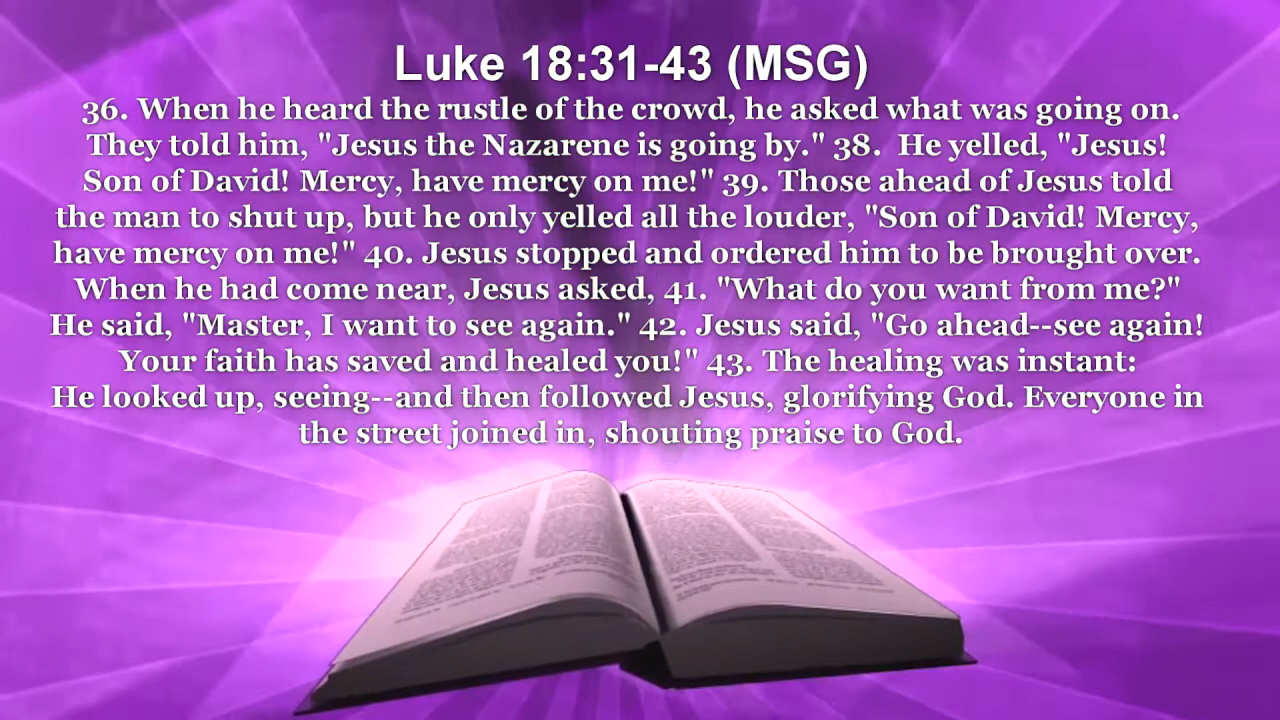 Luke 18:31-43 (MSG)
36. When he heard the rustle of the crowd, he asked what was going on.
They told him, "Jesus the Nazarene is going by." 38.  He yelled, "Jesus!
Son of David! Mercy, have mercy on me!" 39. Those ahead of Jesus told
the man to shut up, but he only yelled all the louder, "Son of David! Mercy,
have mercy on me!" 40. Jesus stopped and ordered him to be brought over.
When he had come near, Jesus asked, 41. "What do you want from me?"
He said, "Master, I want to see again." 42. Jesus said, "Go ahead--see again!
Your faith has saved and healed you!" 43. The healing was instant:
He looked up, seeing--and then followed Jesus, glorifying God. Everyone in
the street joined in, shouting praise to God.